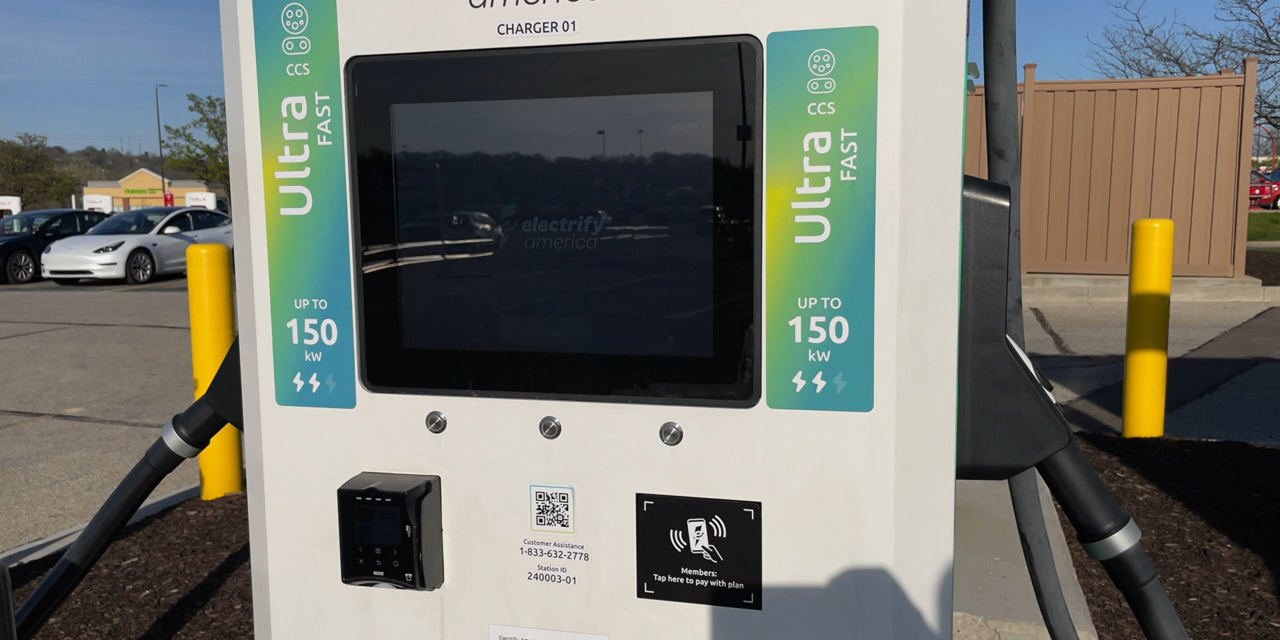 CHARGER 01
CCS
Ultra
FAST
UP TO
150
kW
electrify
america
CCS
Ultra
FAST
UP TO
150
kW
Customer Assistance
1-833-632-2778
Station ID
240003-01
Members:
Tap here to pay with plan
TESLA